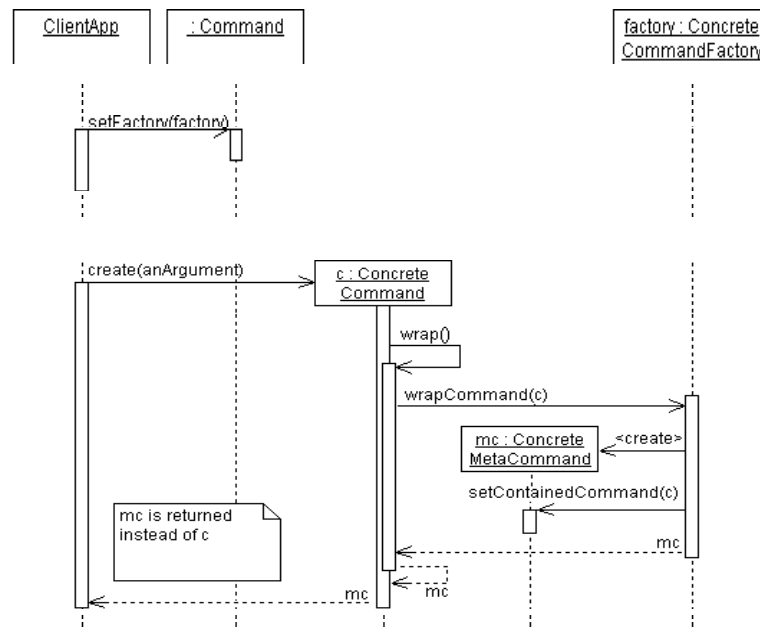 ClientApp
: Command
factory : Concrete
CommandFactory
setFactory(factory)
create(anArgument)
c : Concrete
Command
wrap()
wrapCommand(c)
mc : Concrete
MetaCommand
<create>
setContainedCommand(c)
mc is returned
instead of c
mc
mc
mc